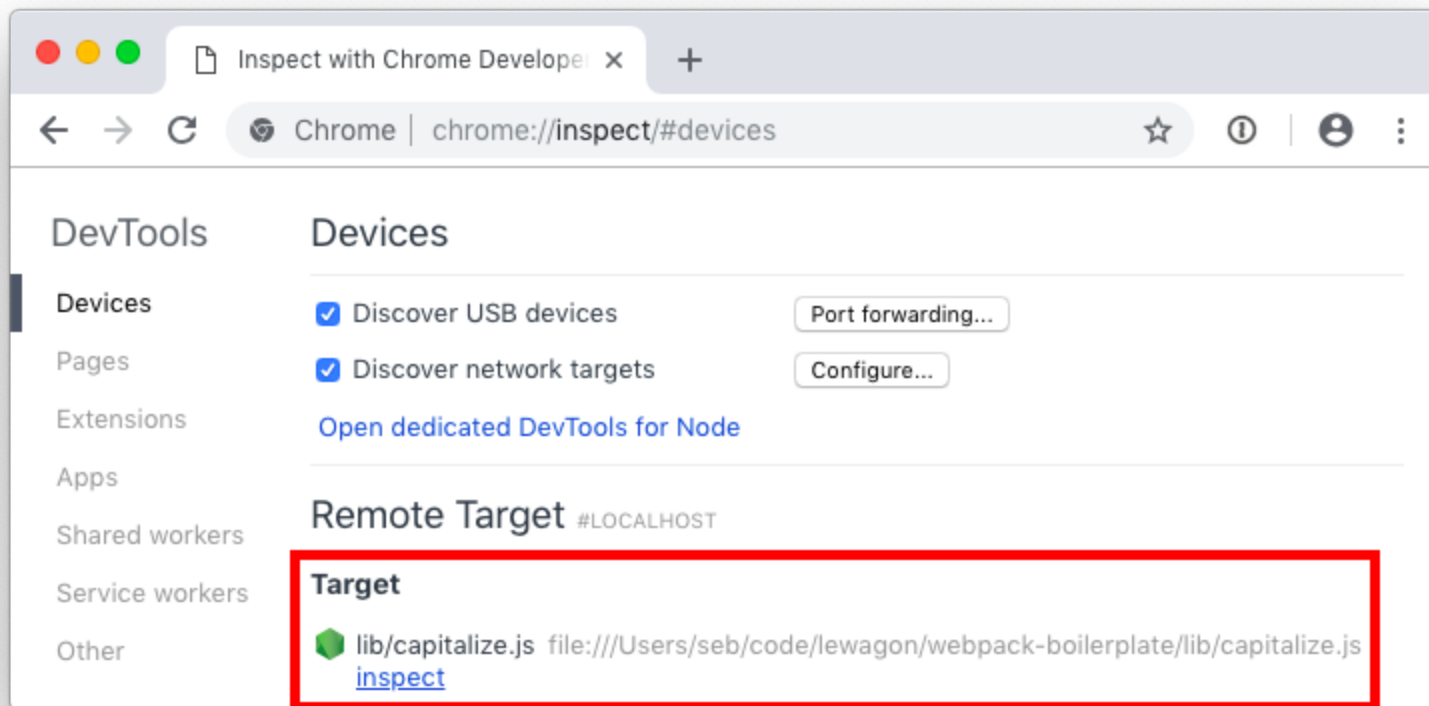 Inspect with Chrome Develope
Chrome | chrome://inspect/#devices
DevTools
Devices
Pages
Extensions
Apps
Shared workers
Service workers
Other
Devices
Discover USB devices
Port forwarding...
Discover network targets
Configure...
Open dedicated DevTools for Node
Remote Target #LOCALHOST
Target
lib/capitalize.js file:///Users/seb/code/lewagon/webpack-boilerplate/lib/capitalize.js
inspect